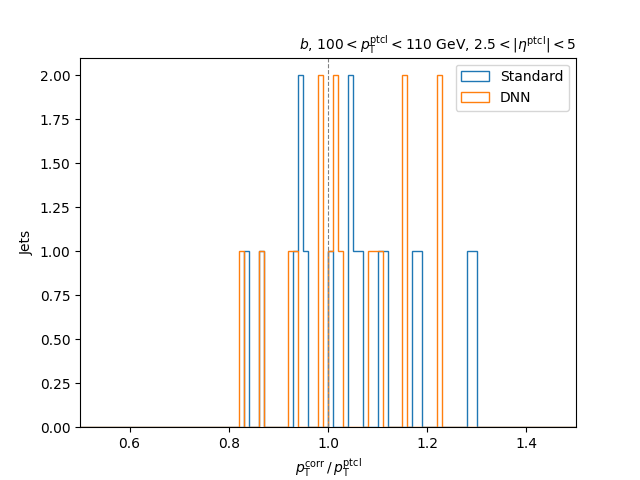 b, 100 < p_T^ptcl < 110 GeV, 2.5 < |η^ptcl| < 5
Standard
DNN
Jets
2.00
1.75
1.50
1.25
1.00
0.75
0.50
0.25
0.00
0.6 0.8 1.0 1.2 1.4
p_T^corr / p_T^ptcl